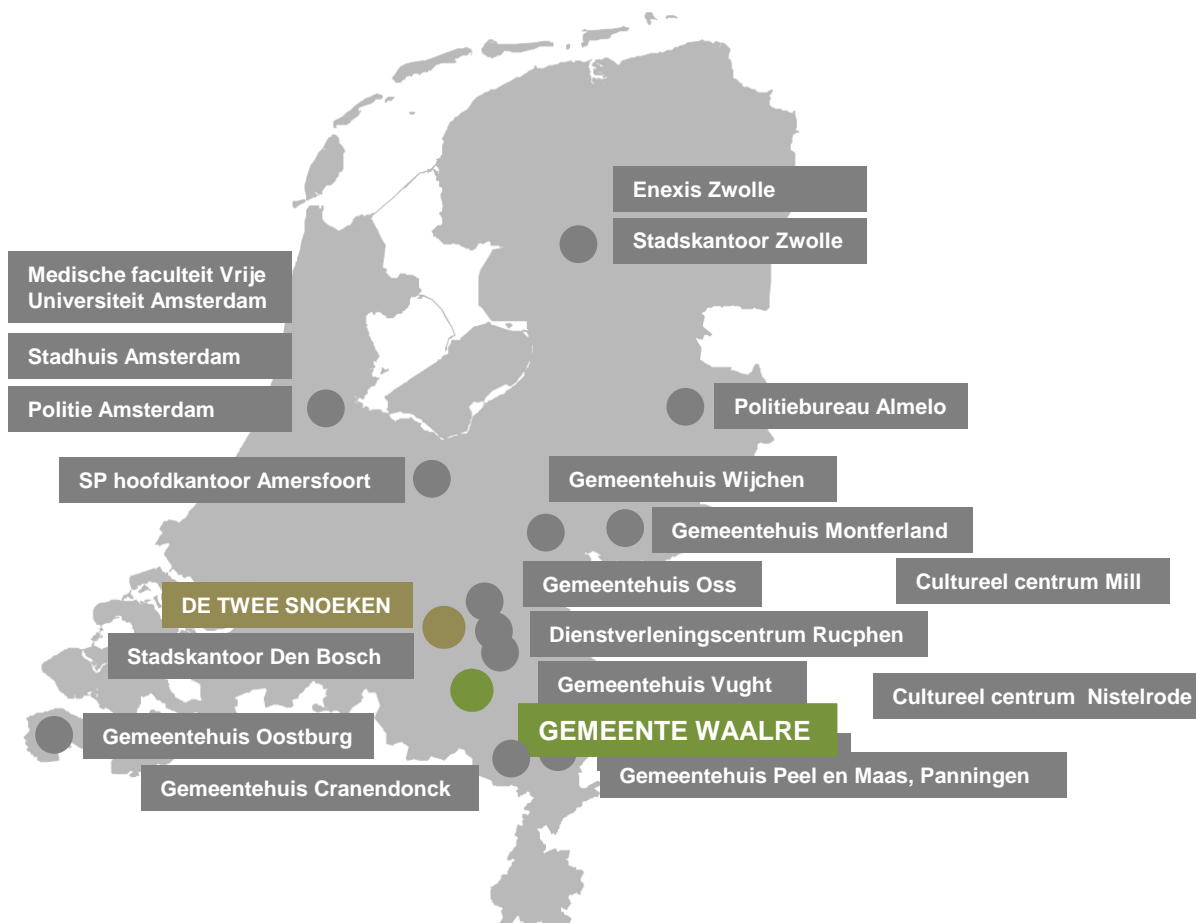 Enexis Zwolle
Stadskantoor Zwolle
Medische faculteit Vrije
Universiteit Amsterdam
Stadhuis Amsterdam
Politie Amsterdam
Politiebureau Almelo
SP hoofdkantoor Amersfoort
Gemeentehuis Wijchen
Gemeentehuis Montferland
Gemeentehuis Oss
Cultureel centrum Mill
DE TWEE SNOEKEN
Dienstverleningscentrum Rucphen
Stadskantoor Den Bosch
Gemeentehuis Vught
Cultureel centrum  Nistelrode
GEMEENTE WAALRE
Gemeentehuis Oostburg
Gemeentehuis Peel en Maas, Panningen
Gemeentehuis Cranendonck